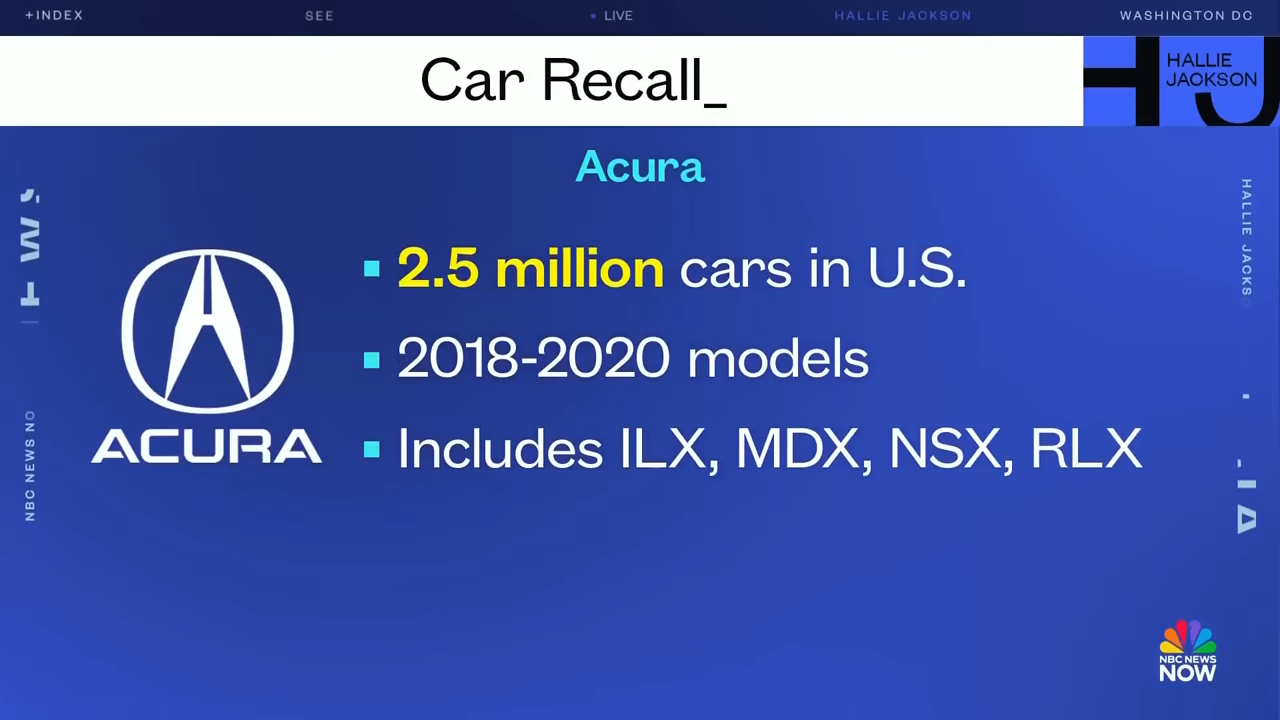 +INDEX
SEE
LIVE
HALLIE JACKSON
WASHINGTON DC
Car Recall_
HALLIE
JACKSON
Acura
2.5 million cars in U.S.
2018-2020 models
Includes ILX, MDX, NSX, RLX
ACURA
NBC NEWS NO
HALLIE JACKS
NBC NEWS
NOW